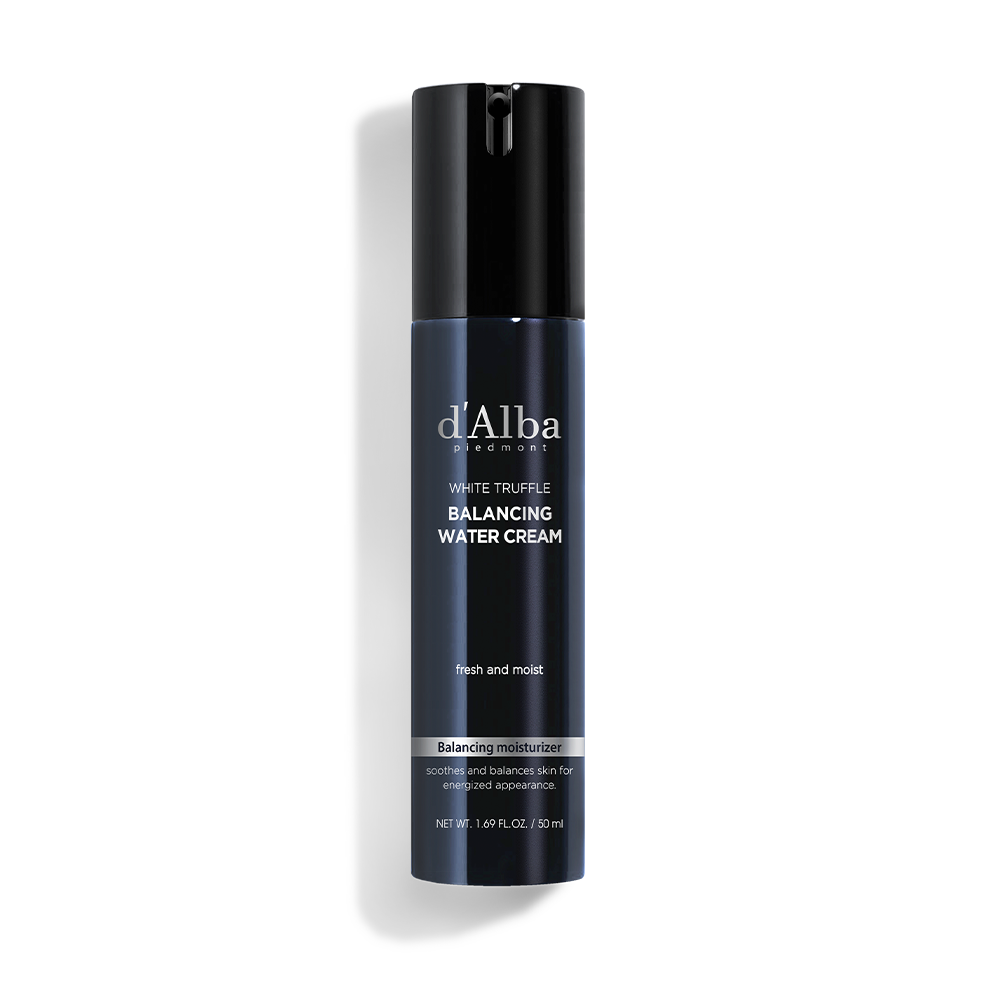 d'Alba
piedmont
WHITE TRUFFLE
BALANCING
WATER CREAM
fresh and moist
Balancing moisturizer
soothes and balances skin for
energized appearance.
NET WT. 1.69 FL.OZ. / 50 ml